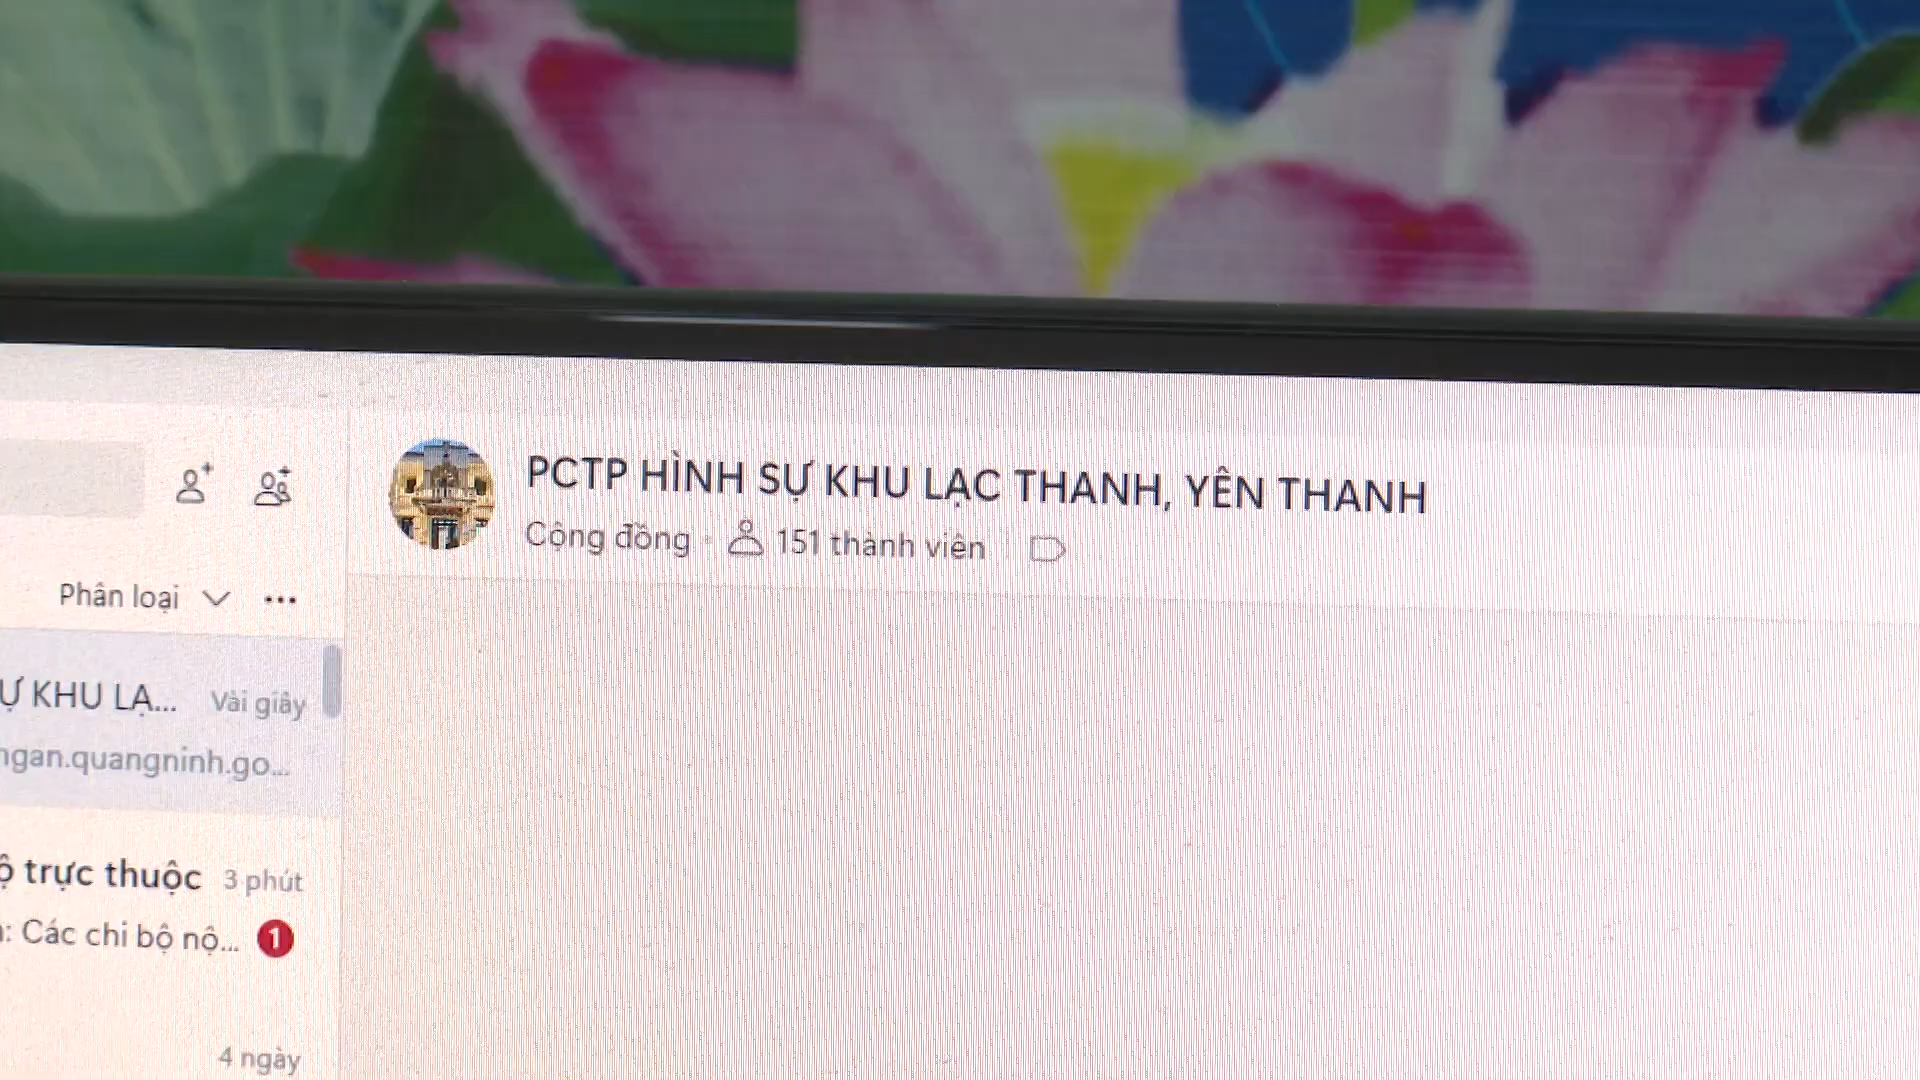 PCTP HÌNH SỰ KHU LẠC THANH, YÊN THANH
Cộng đồng 151 thành viên
Phân loại ...
Ự KHU LẠ... Vài giây
ngan.quangninh.go...
trực thuộc 3 phút
: Các chi bộ nộ... 1
4 ngày